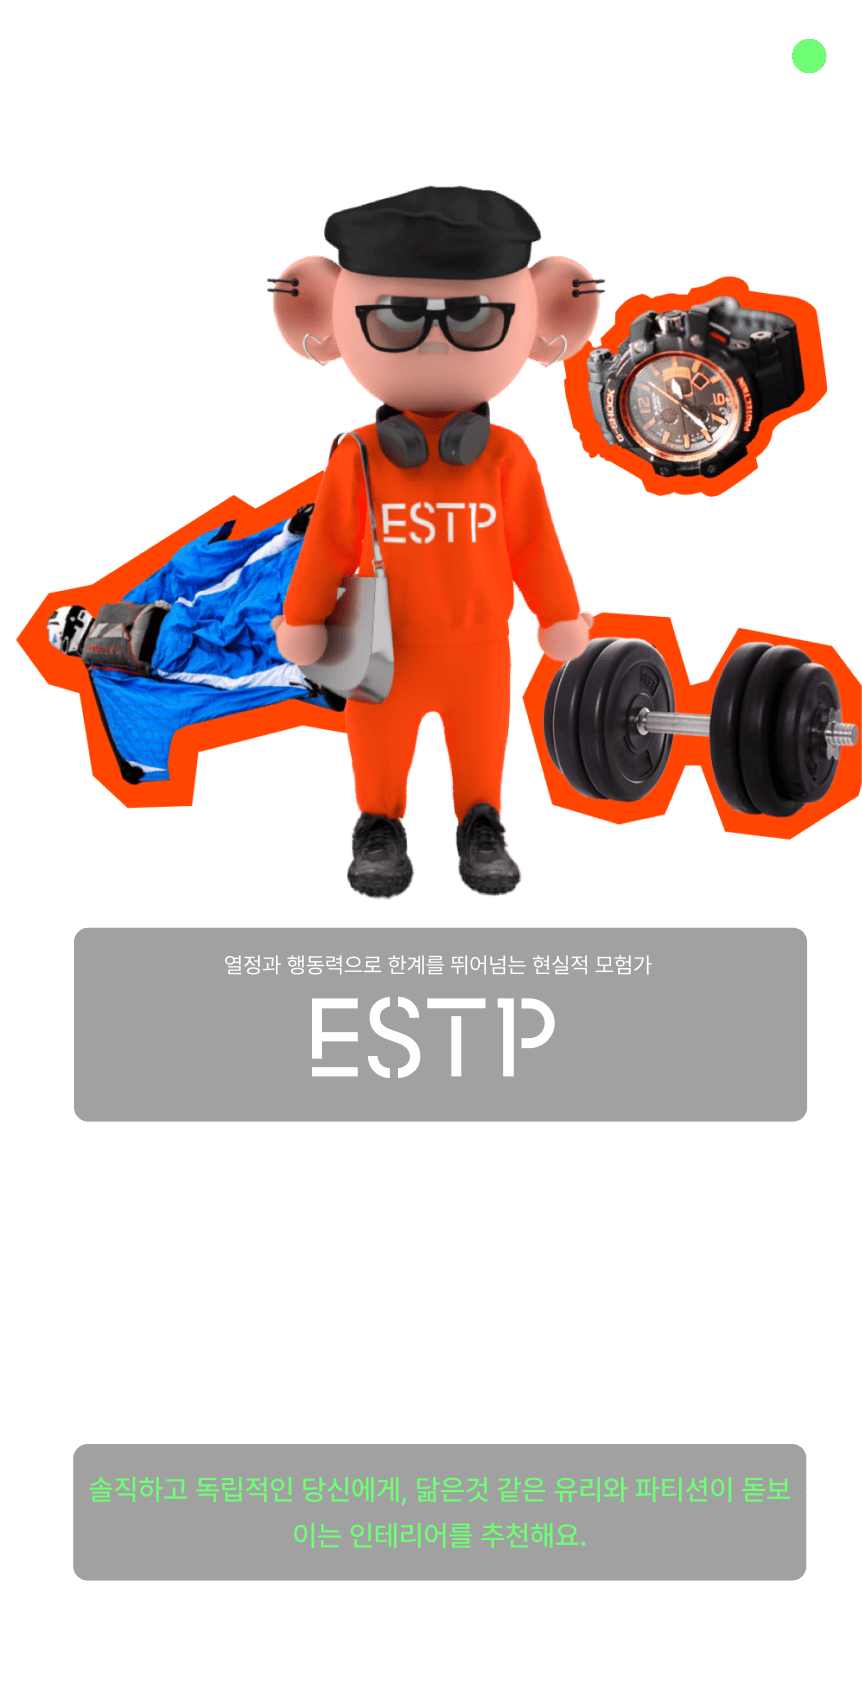 G-SHOCK
ESTP
열정과 행동력으로 한계를 뛰어넘는 현실적 모험가
ESTP
솔직하고 독립적인 당신에게, 닮은것 같은 유리와 파티션이 돋보
이는 인테리어를 추천해요.